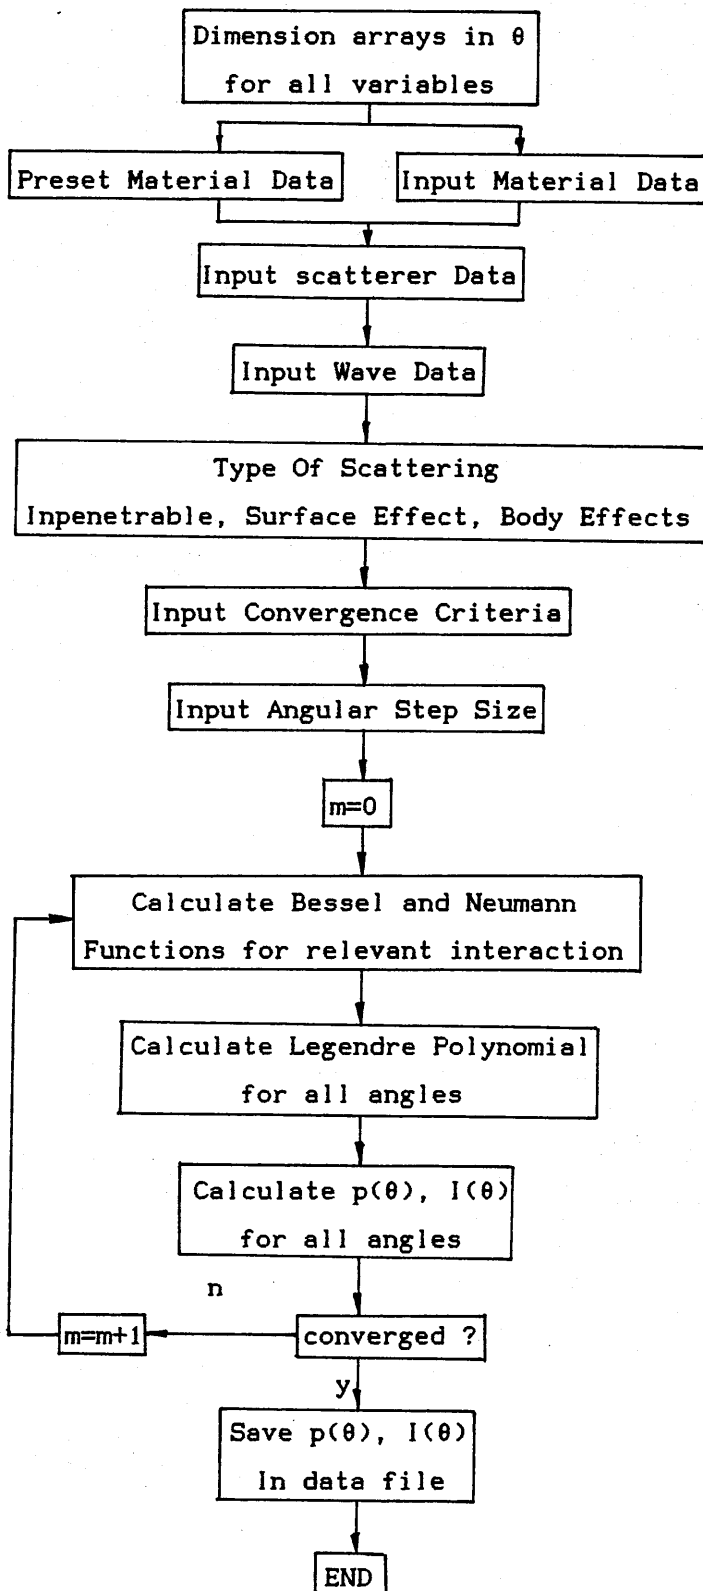 Dimension arrays in θ
for all variables
Preset Material Data
Input Material Data
Input scatterer Data
Input Wave Data
Type Of Scattering
Inpenetrable, Surface Effect, Body Effects
Input Convergence Criteria
Input Angular Step Size
m=0
Calculate Bessel and Neumann
Functions for relevant interaction
Calculate Legendre Polynomial
for all angles
Calculate p(θ), I(θ)
for all angles
n
m=m+1
converged ?
y
Save p(θ), I(θ)
In data file
END